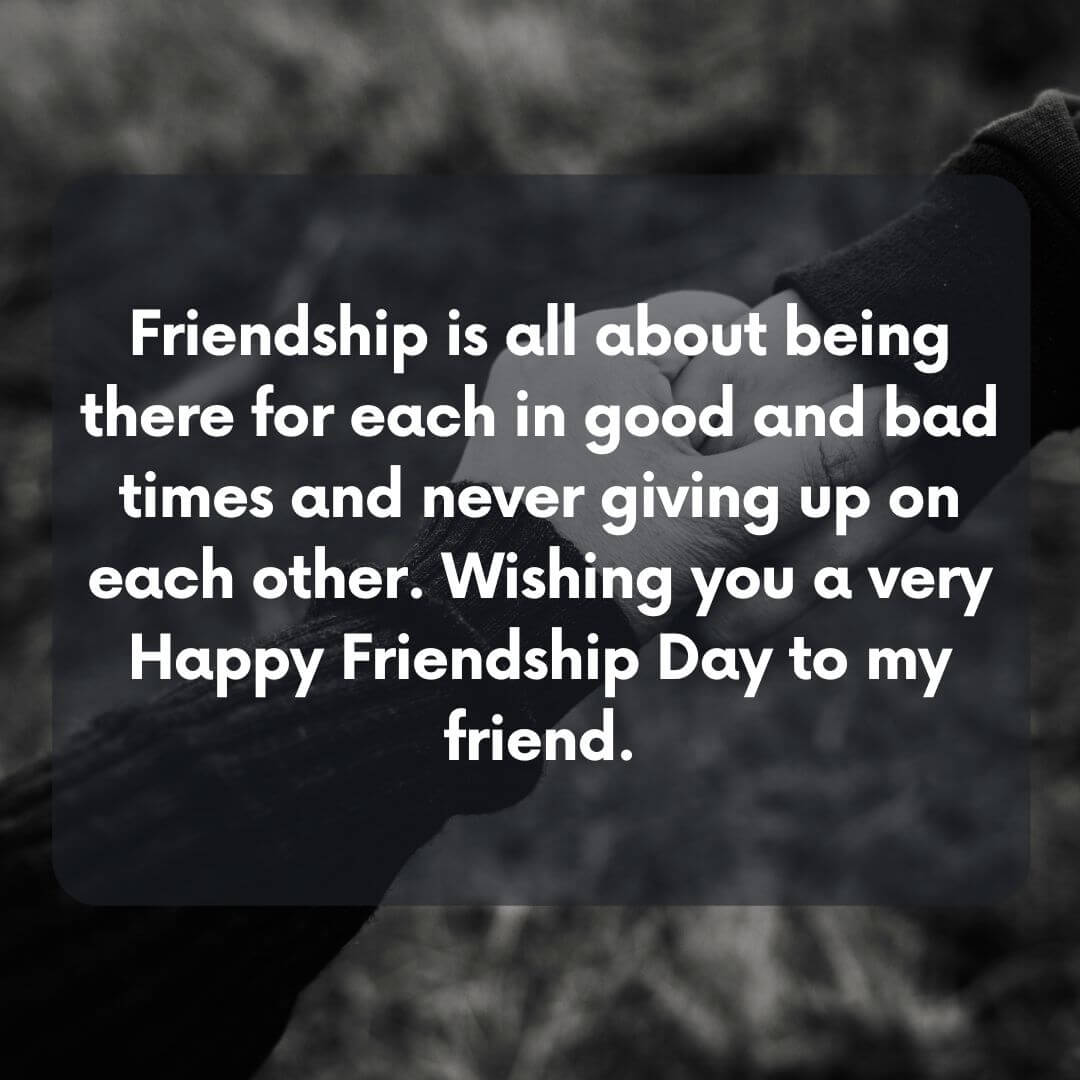 Friendship is all about being
there for each in good and bad
times and never giving up on
each other. Wishing you a very
Happy Friendship Day to my
friend.